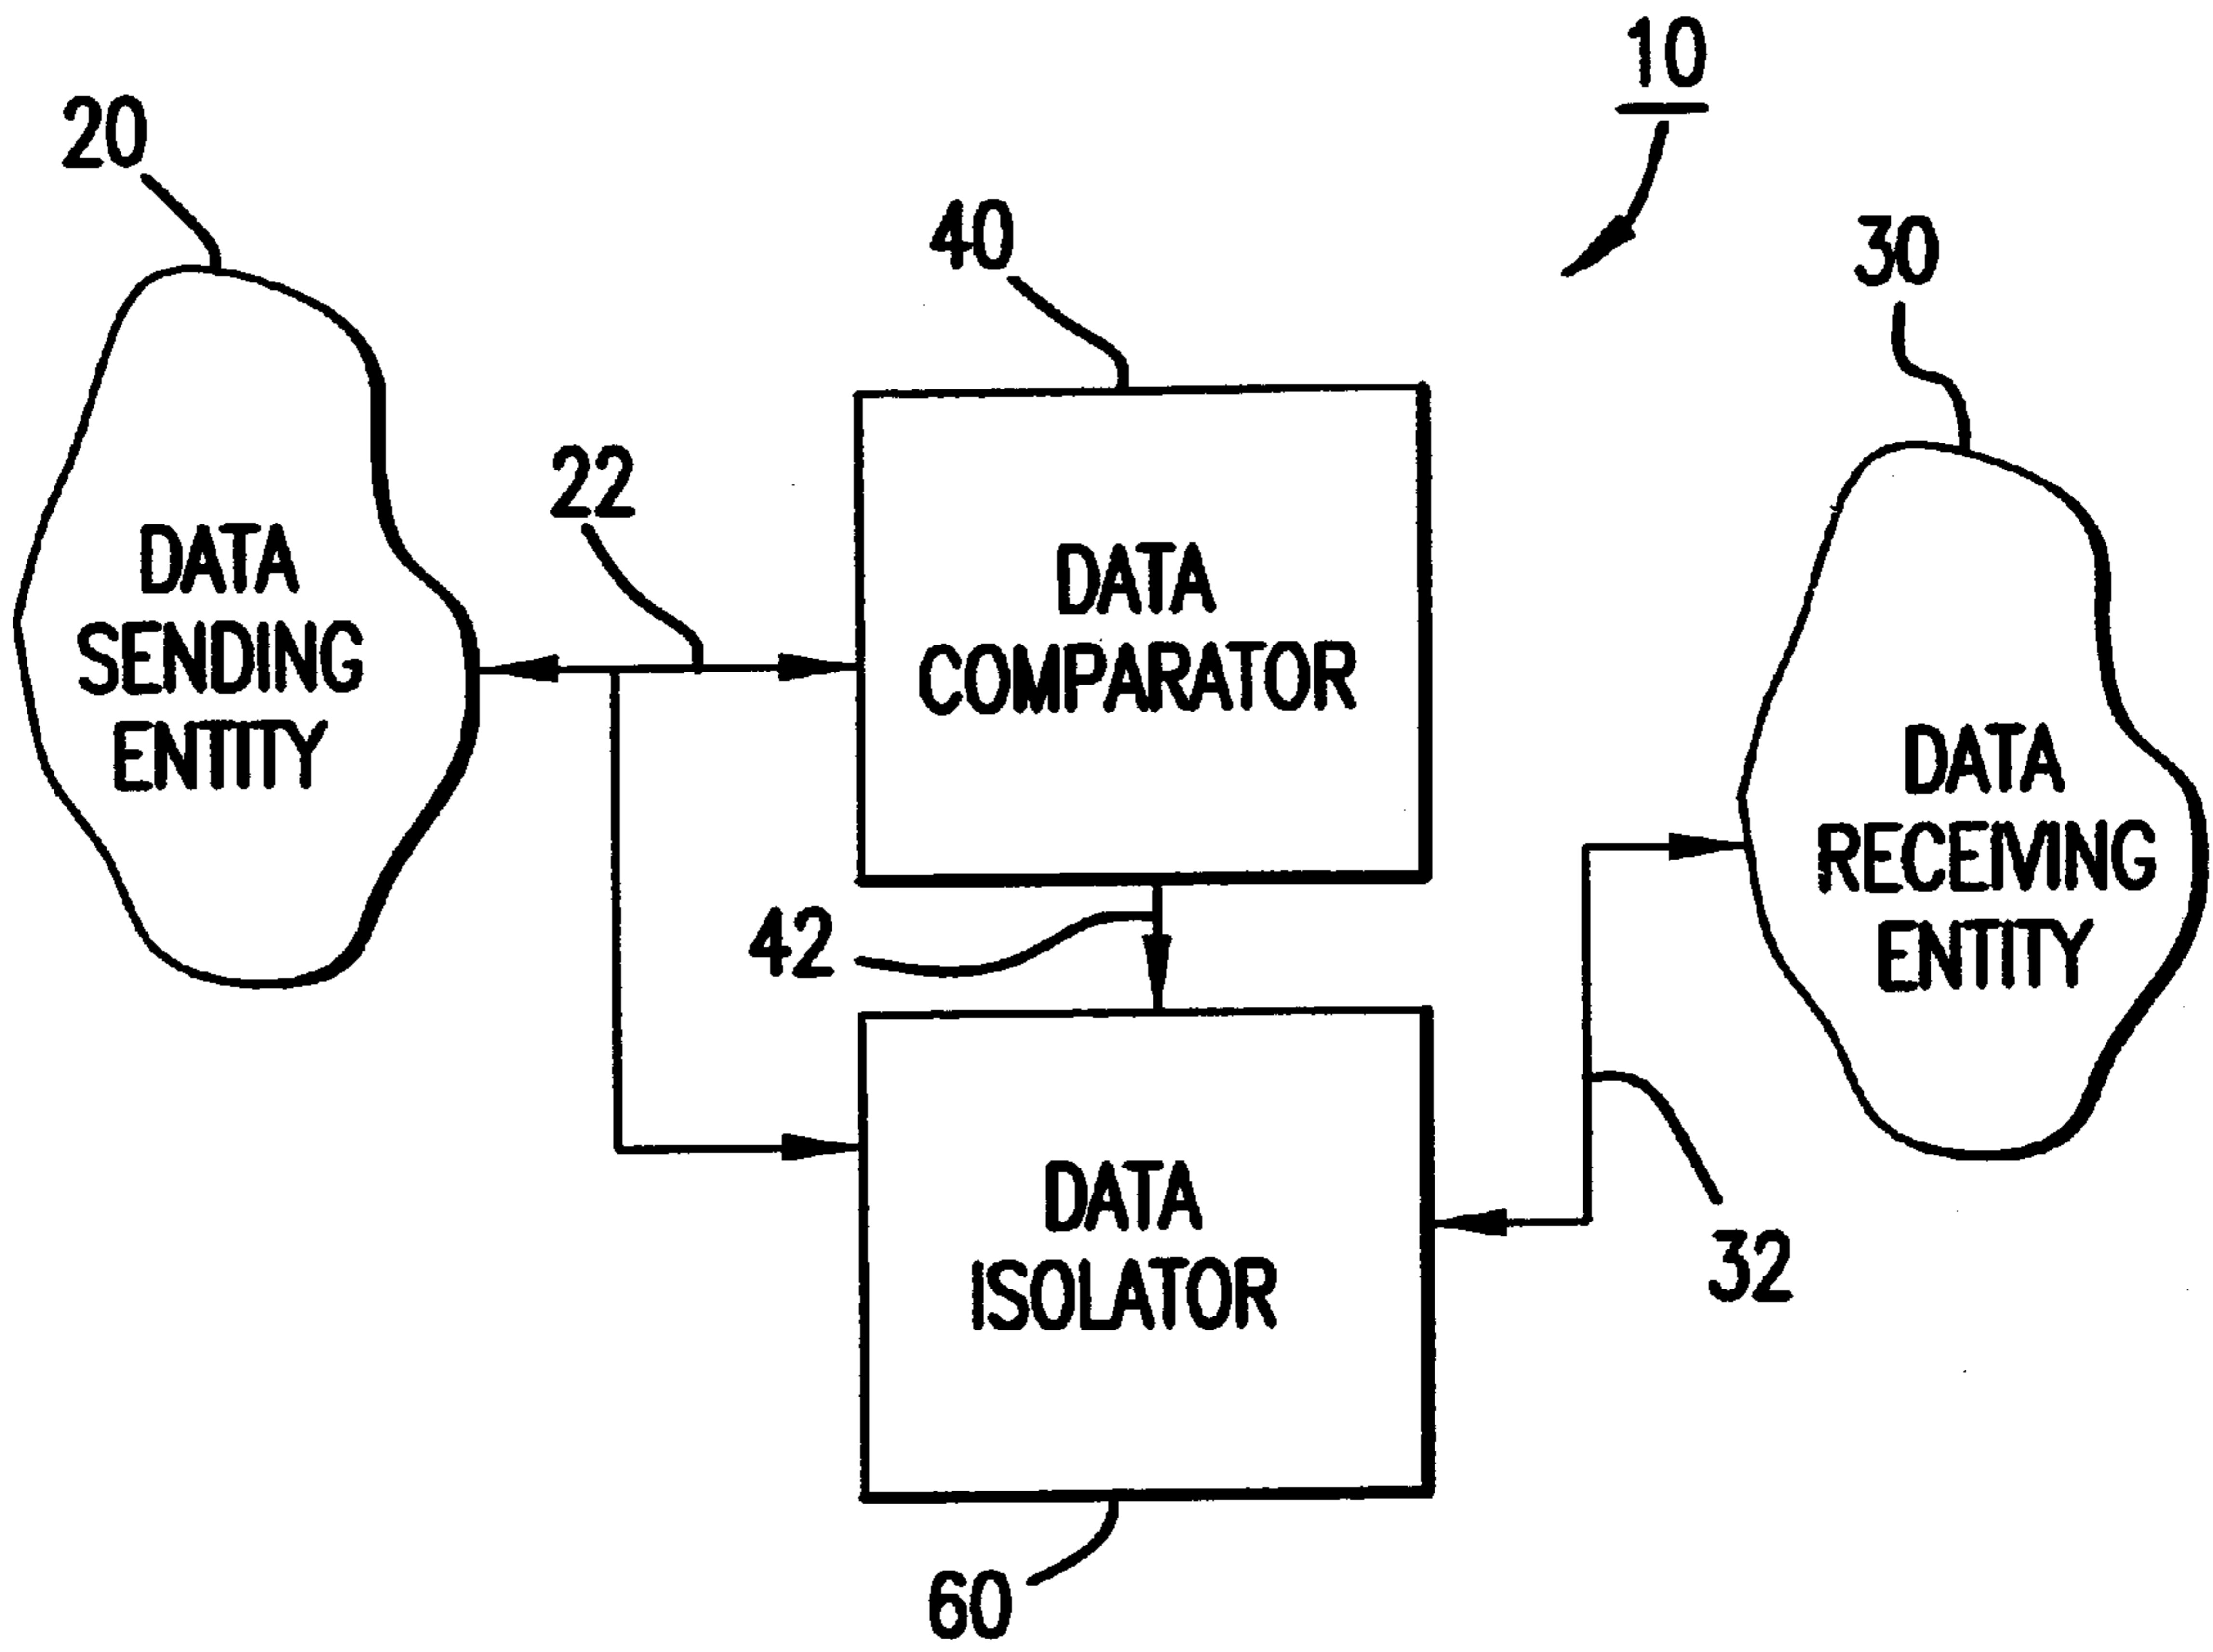 10
20
40
30
22
DATA
SENDING
ENTITY
DATA
COMPARATOR
DATA
RECEIVING
ENTITY
42
DATA
ISOLATOR
32
60